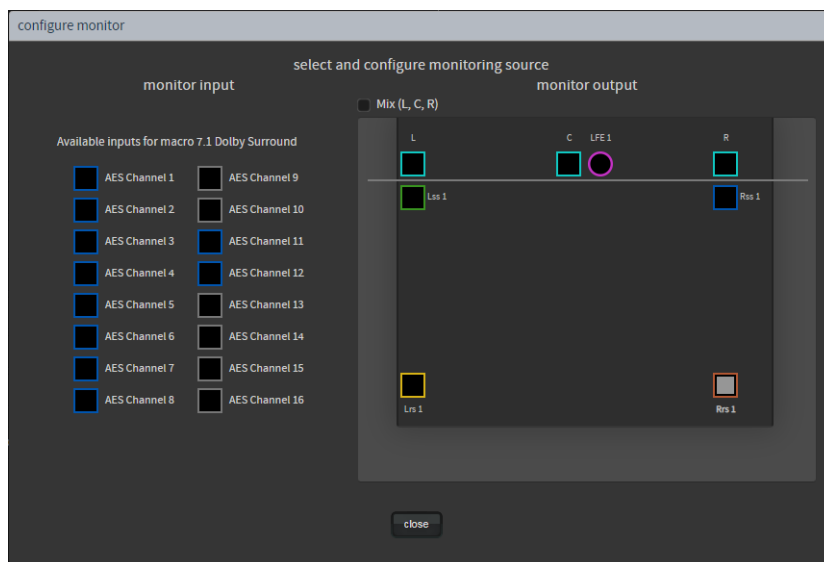 configure monitor
select and configure monitoring source
monitor input
monitor output
Mix (L, C, R)
Available inputs for macro 7.1 Dolby Surround
AES Channel 1
AES Channel 9
AES Channel 2
AES Channel 10
AES Channel 3
AES Channel 11
AES Channel 4
AES Channel 12
AES Channel 5
AES Channel 13
AES Channel 6
AES Channel 14
AES Channel 7
AES Channel 15
AES Channel 8
AES Channel 16
L
C
LFE 1
R
Lss 1
Rss 1
Lrs 1
Rrs 1
close